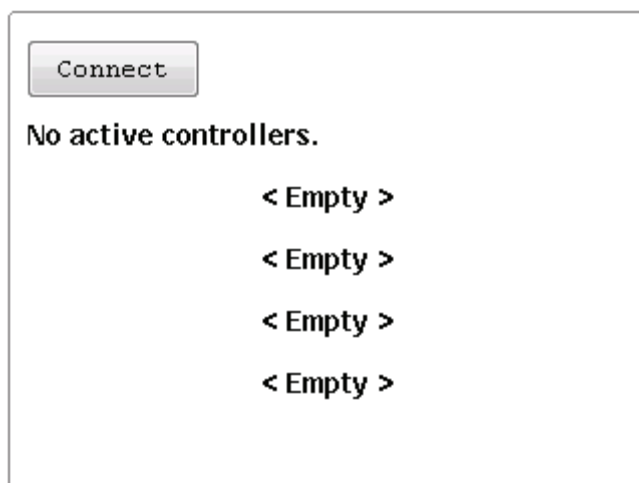 Connect
No active controllers.
< Empty >
< Empty >
< Empty >
< Empty >